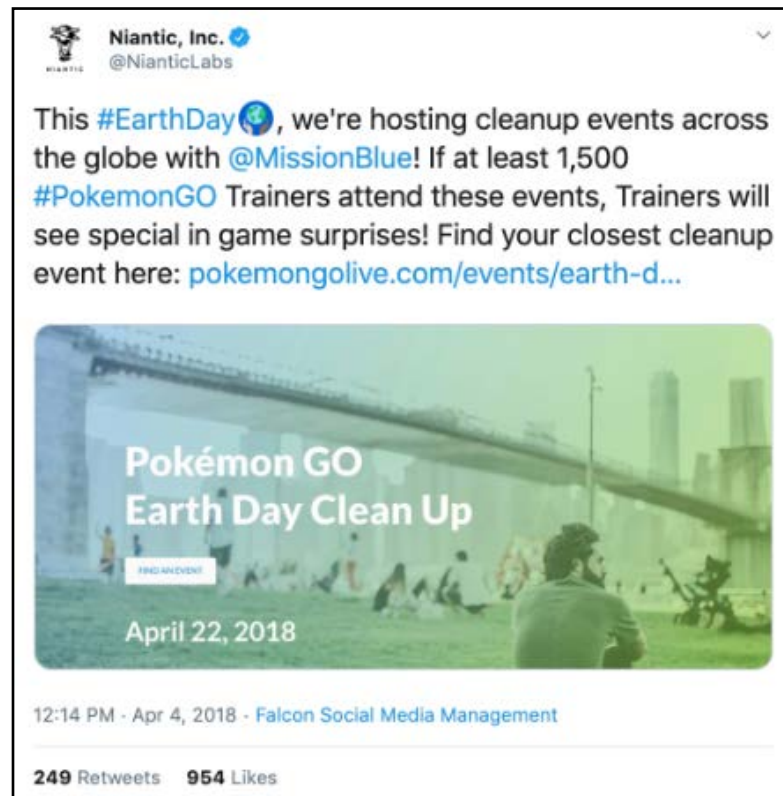 Niantic, Inc.
NIANTIC
@NianticLabs
This #EarthDay, we're hosting cleanup events across
the globe with @MissionBlue! If at least 1,500
#PokemonGO Trainers attend these events, Trainers will
see special in game surprises! Find your closest cleanup
event here: pokemongolive.com/events/earth-d...
Pokémon GO
Earth Day Clean Up
FIND AN EVENT
April 22, 2018
12:14 PM · Apr 4, 2018 · Falcon Social Media Management
249 Retweets 954 Likes